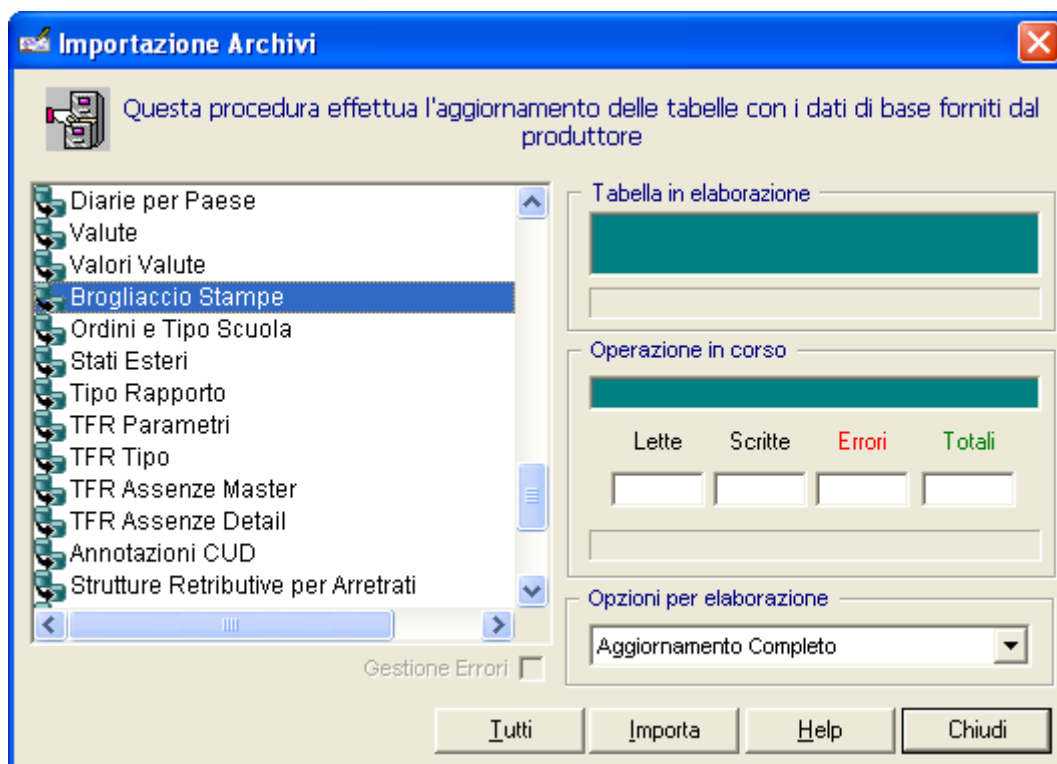 Importazione Archivi
Questa procedura effettua l'aggiornamento delle tabelle con i dati di base forniti dal
produttore
Diarie per Paese
Valute
Valori Valute
Brogliaccio Stampe
Ordini e Tipo Scuola
Stati Esteri
Tipo Rapporto
TFR Parametri
TFR Tipo
TFR Assenze Master
TFR Assenze Detail
Annotazioni CUD
Strutture Retributive per Arretrati
Gestione Errori
Tabella in elaborazione
Operazione in corso
Lette Scritte Errori Totali
Opzioni per elaborazione
Aggiornamento Completo
Tutti Importa Help Chiudi